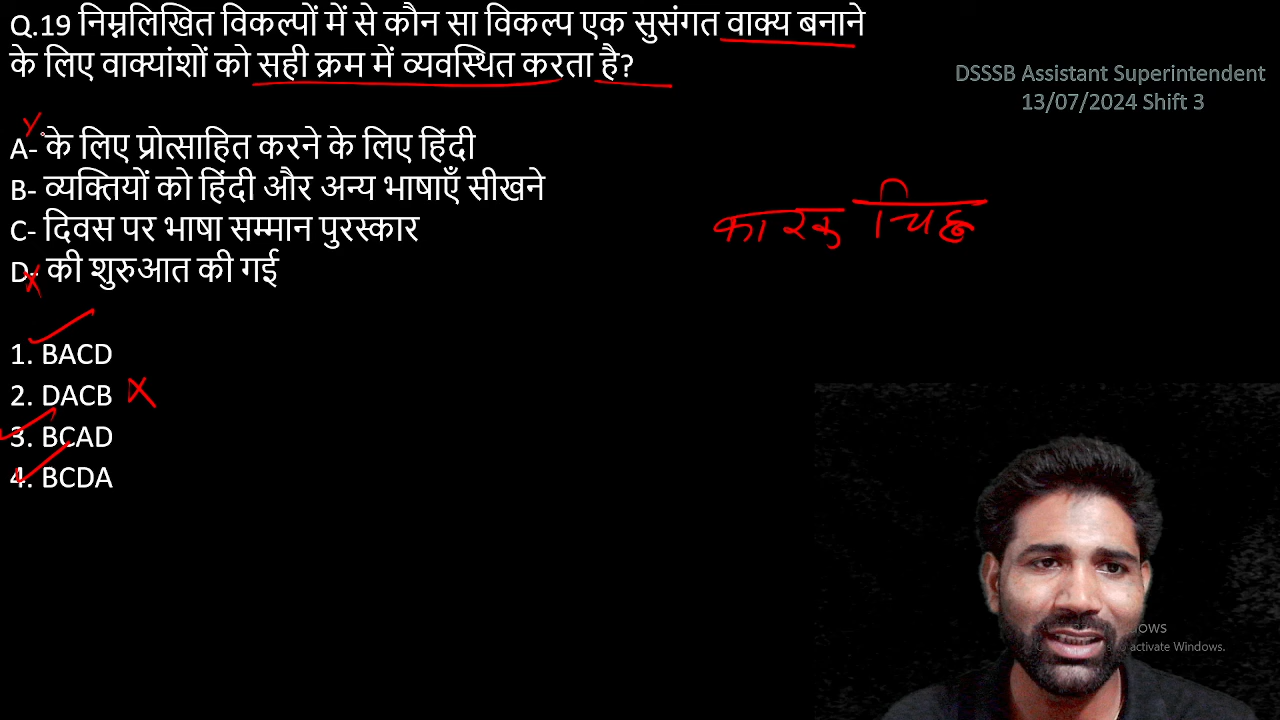 Q.19 निम्नलिखित विकल्पों में से कौन सा विकल्प एक सुसंगत वाक्य बनाने
के लिए वाक्यांशों को सही क्रम में व्यवस्थित करता है?
DSSSB Assistant Superintendent
13/07/2024 Shift 3
A- के लिए प्रोत्साहित करने के लिए हिंदी
B- व्यक्तियों को हिंदी और अन्य भाषाएँ सीखने
C- दिवस पर भाषा सम्मान पुरस्कार
D- की शुरुआत की गई
कारक चिह्न
1. BACD
2. DACB
3. BCAD
4. BCDA
activate Windows.